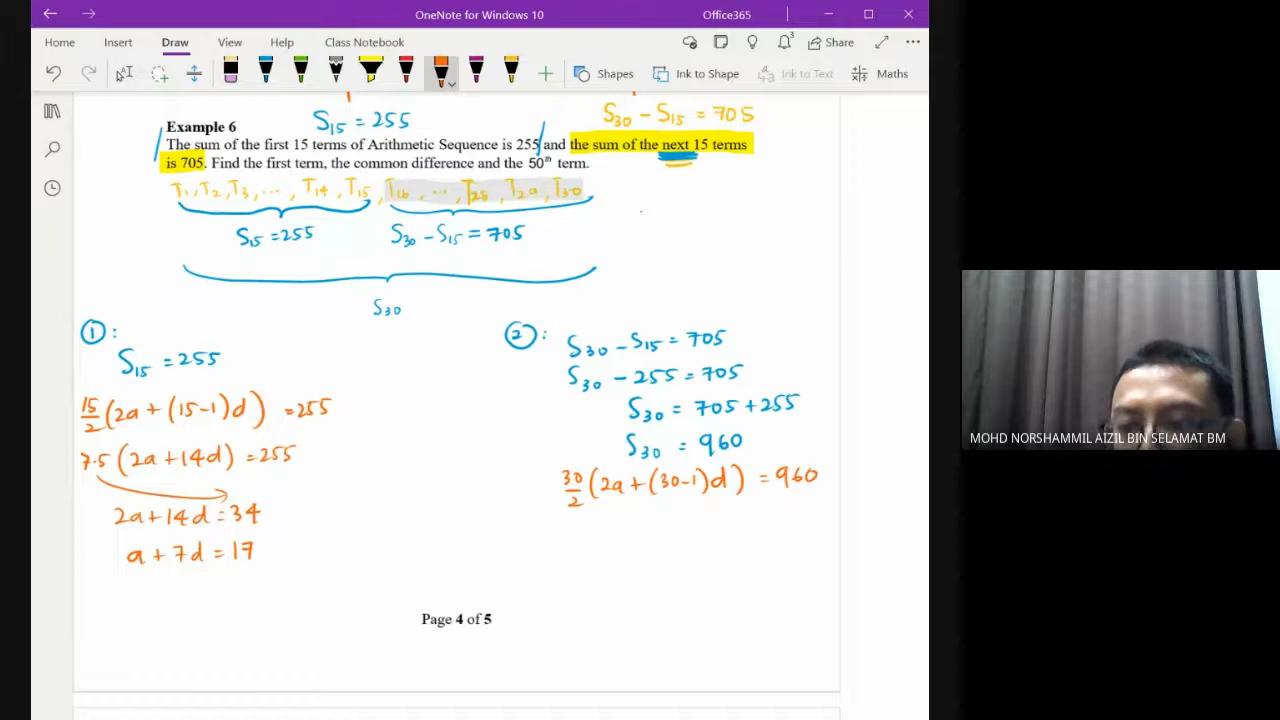 OneNote for Windows 10
Office365
Home Insert Draw View Help Class Notebook
Share
Shapes Ink to Shape Ink to Text Maths
S15 = 255
S30 - S15 = 705
Example 6
The sum of the first 15 terms of Arithmetic Sequence is 255 and the sum of the next 15 terms
is 705. Find the first term, the common difference and the 50th term.
T1, T2, T3, ..., T14, T15, T16, ... T28, T29, T30
S15 = 255
S30 - S15 = 705
S30
1 :
S15 = 255
15/2 (2a + (15-1)d) = 255
7.5 (2a + 14d) = 255
2a + 14d = 34
a + 7d = 17
2 :
S30 - S15 = 705
S30 - 255 = 705
S30 = 705 + 255
S30 = 960
30/2 (2a + (30-1)d) = 960
Page 4 of 5
MOHD NORSHAMMIL AIZIL BIN SELAMAT BM